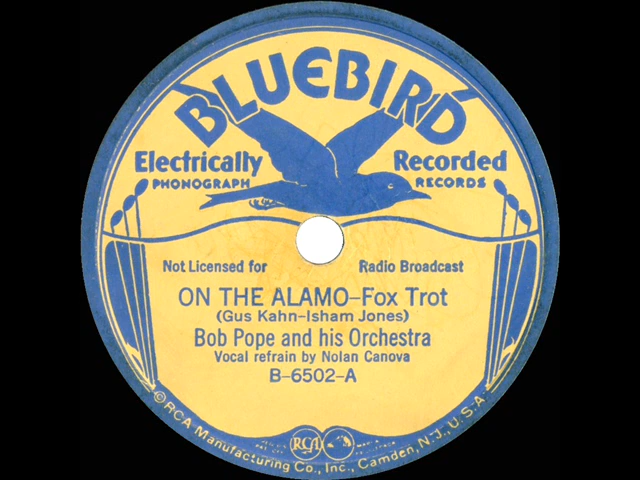 BLUEBIRD
Electrically Recorded
PHONOGRAPH RECORDS
Not Licensed for Radio Broadcast
ON THE ALAMO-Fox Trot
(Gus Kahn-Isham Jones)
Bob Pope and his Orchestra
Vocal refrain by Nolan Canova
B-6502-A
RCA
©RCA Manufacturing Co., Inc., Camden, N.J., U.S.A.